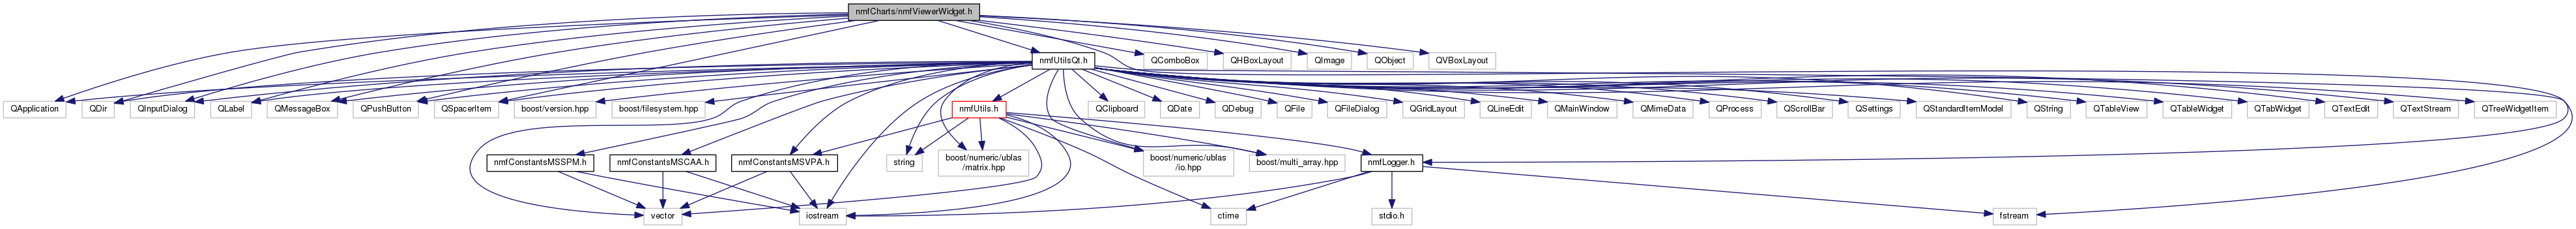 nmfCharts/nmfViewerWidget.h
nmfUtilsQt.h
QComboBox
QHBoxLayout
QImage
QObject
QVBoxLayout
QApplication
QDir
QInputDialog
QLabel
QMessageBox
QPushButton
QSpacerItem
boost/version.hpp
boost/filesystem.hpp
nmfUtils.h
QClipboard
QDate
QDebug
QFile
QFileDialog
QGridLayout
QLineEdit
QMainWindow
QMimeData
QProcess
QScrollBar
QSettings
QStandardItemModel
QString
QTableView
QTableWidget
QTabWidget
QTextEdit
QTextStream
QTreeWidgetItem
nmfConstantsMSSPM.h
nmfConstantsMSCAA.h
nmfConstantsMSVPA.h
string
boost/numeric/ublas
/matrix.hpp
boost/numeric/ublas
/io.hpp
boost/multi_array.hpp
nmfLogger.h
vector
iostream
ctime
stdio.h
fstream